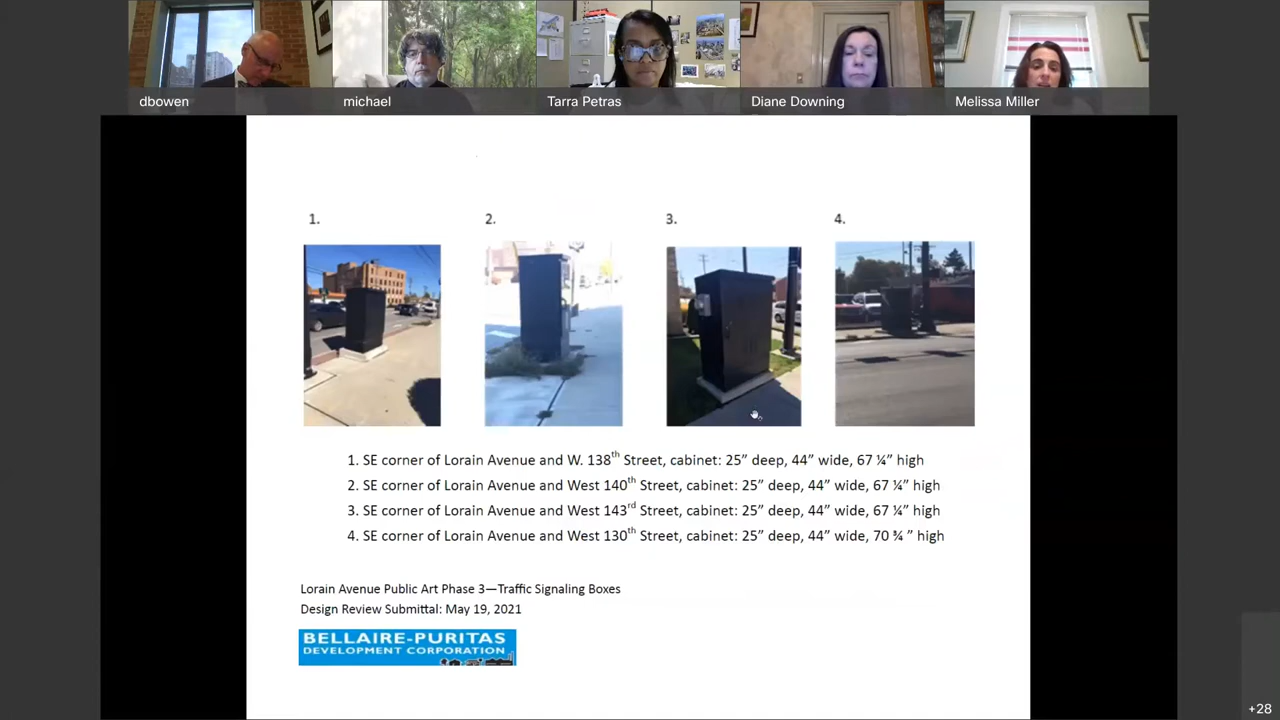 dbowen
michael
Tarra Petras
Diane Downing
Melissa Miller
1.
2.
3.
4.
1. SE corner of Lorain Avenue and W. 138th Street, cabinet: 25” deep, 44” wide, 67 ¼” high
2. SE corner of Lorain Avenue and West 140th Street, cabinet: 25” deep, 44” wide, 67 ¼” high
3. SE corner of Lorain Avenue and West 143rd Street, cabinet: 25” deep, 44” wide, 67 ¼” high
4. SE corner of Lorain Avenue and West 130th Street, cabinet: 25” deep, 44” wide, 70 ¾ ” high
Lorain Avenue Public Art Phase 3—Traffic Signaling Boxes
Design Review Submittal: May 19, 2021
BELLAIRE-PURITAS
DEVELOPMENT CORPORATION
+28